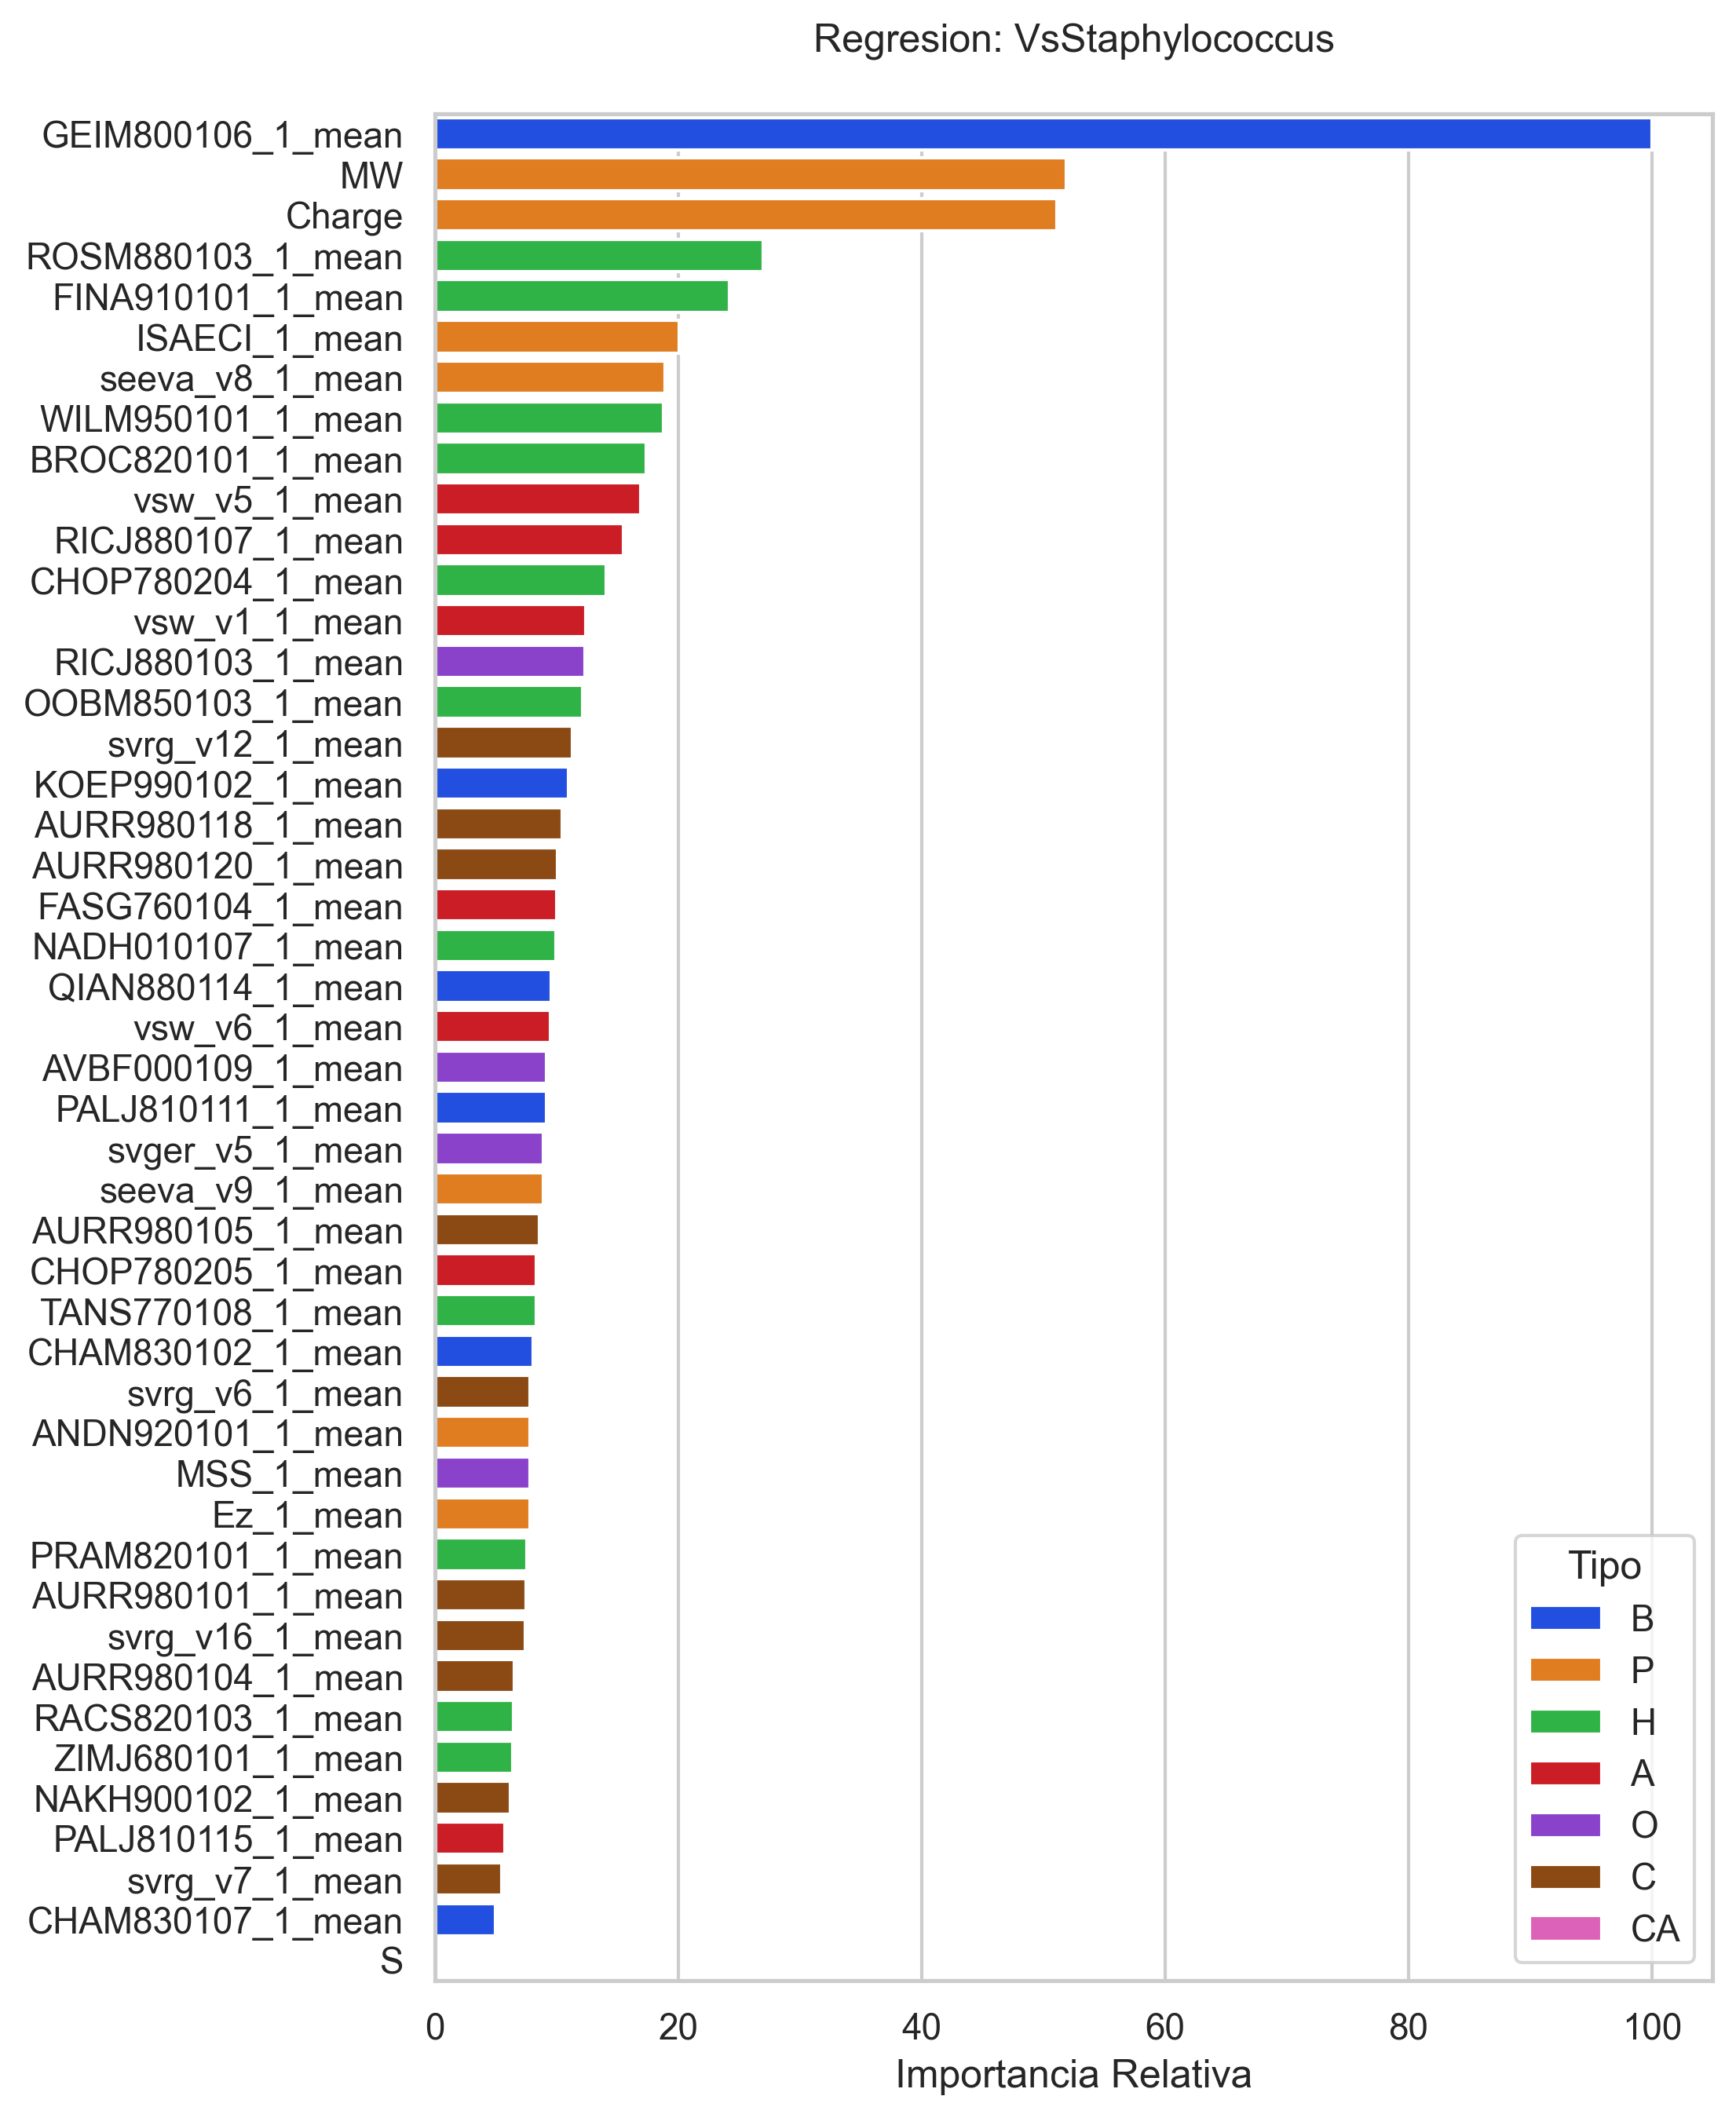 Regresion: VsStaphylococcus
GEIM800106_1_mean
MW
Charge
ROSM880103_1_mean
FINA910101_1_mean
ISAECI_1_mean
seeva_v8_1_mean
WILM950101_1_mean
BROC820101_1_mean
vsw_v5_1_mean
RICJ880107_1_mean
CHOP780204_1_mean
vsw_v1_1_mean
RICJ880103_1_mean
OOBM850103_1_mean
svrg_v12_1_mean
KOEP990102_1_mean
AURR980118_1_mean
AURR980120_1_mean
FASG760104_1_mean
NADH010107_1_mean
QIAN880114_1_mean
vsw_v6_1_mean
AVBF000109_1_mean
PALJ810111_1_mean
svger_v5_1_mean
seeva_v9_1_mean
AURR980105_1_mean
CHOP780205_1_mean
TANS770108_1_mean
CHAM830102_1_mean
svrg_v6_1_mean
ANDN920101_1_mean
MSS_1_mean
Ez_1_mean
PRAM820101_1_mean
AURR980101_1_mean
svrg_v16_1_mean
AURR980104_1_mean
RACS820103_1_mean
ZIMJ680101_1_mean
NAKH900102_1_mean
PALJ810115_1_mean
svrg_v7_1_mean
CHAM830107_1_mean
S
Tipo
B
P
H
A
O
C
CA
0 20 40 60 80 100
Importancia Relativa